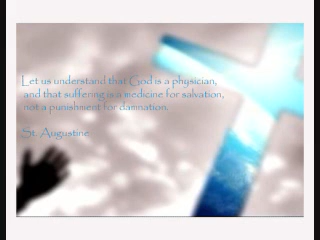 Let us understand that God is a physician,
and that suffering is a medicine for salvation,
not a punishment for damnation.
St. Augustine